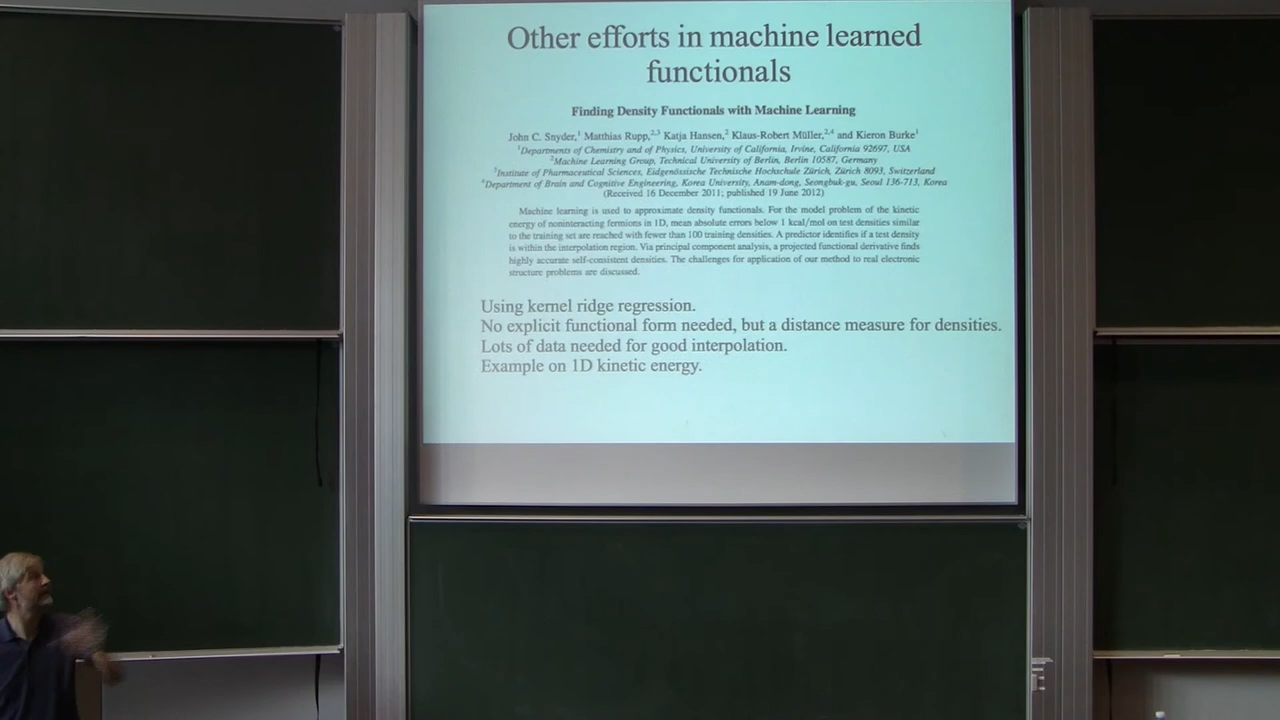 Other efforts in machine learned
functionals
Finding Density Functionals with Machine Learning
John C. Snyder,1 Matthias Rupp,2,3 Katja Hansen,2 Klaus-Robert Müller,2,4 and Kieron Burke1
1Departments of Chemistry and of Physics, University of California, Irvine, California 92697, USA
2Machine Learning Group, Technical University of Berlin, Berlin 10587, Germany
3Institute of Pharmaceutical Sciences, Eidgenössische Technische Hochschule Zürich, Zürich 8093, Switzerland
4Department of Brain and Cognitive Engineering, Korea University, Anam-dong, Seongbuk-gu, Seoul 136-713, Korea
(Received 16 December 2011; published 19 June 2012)
Machine learning is used to approximate density functionals. For the model problem of the kinetic
energy of noninteracting fermions in 1D, mean absolute errors below 1 kcal/mol on test densities similar
to the training set are reached with fewer than 100 training densities. A predictor identifies if a test density
is within the interpolation region. Via principal component analysis, a projected functional derivative finds
highly accurate self-consistent densities. The challenges for application of our method to real electronic
structure problems are discussed.
Using kernel ridge regression.
No explicit functional form needed, but a distance measure for densities.
Lots of data needed for good interpolation.
Example on 1D kinetic energy.